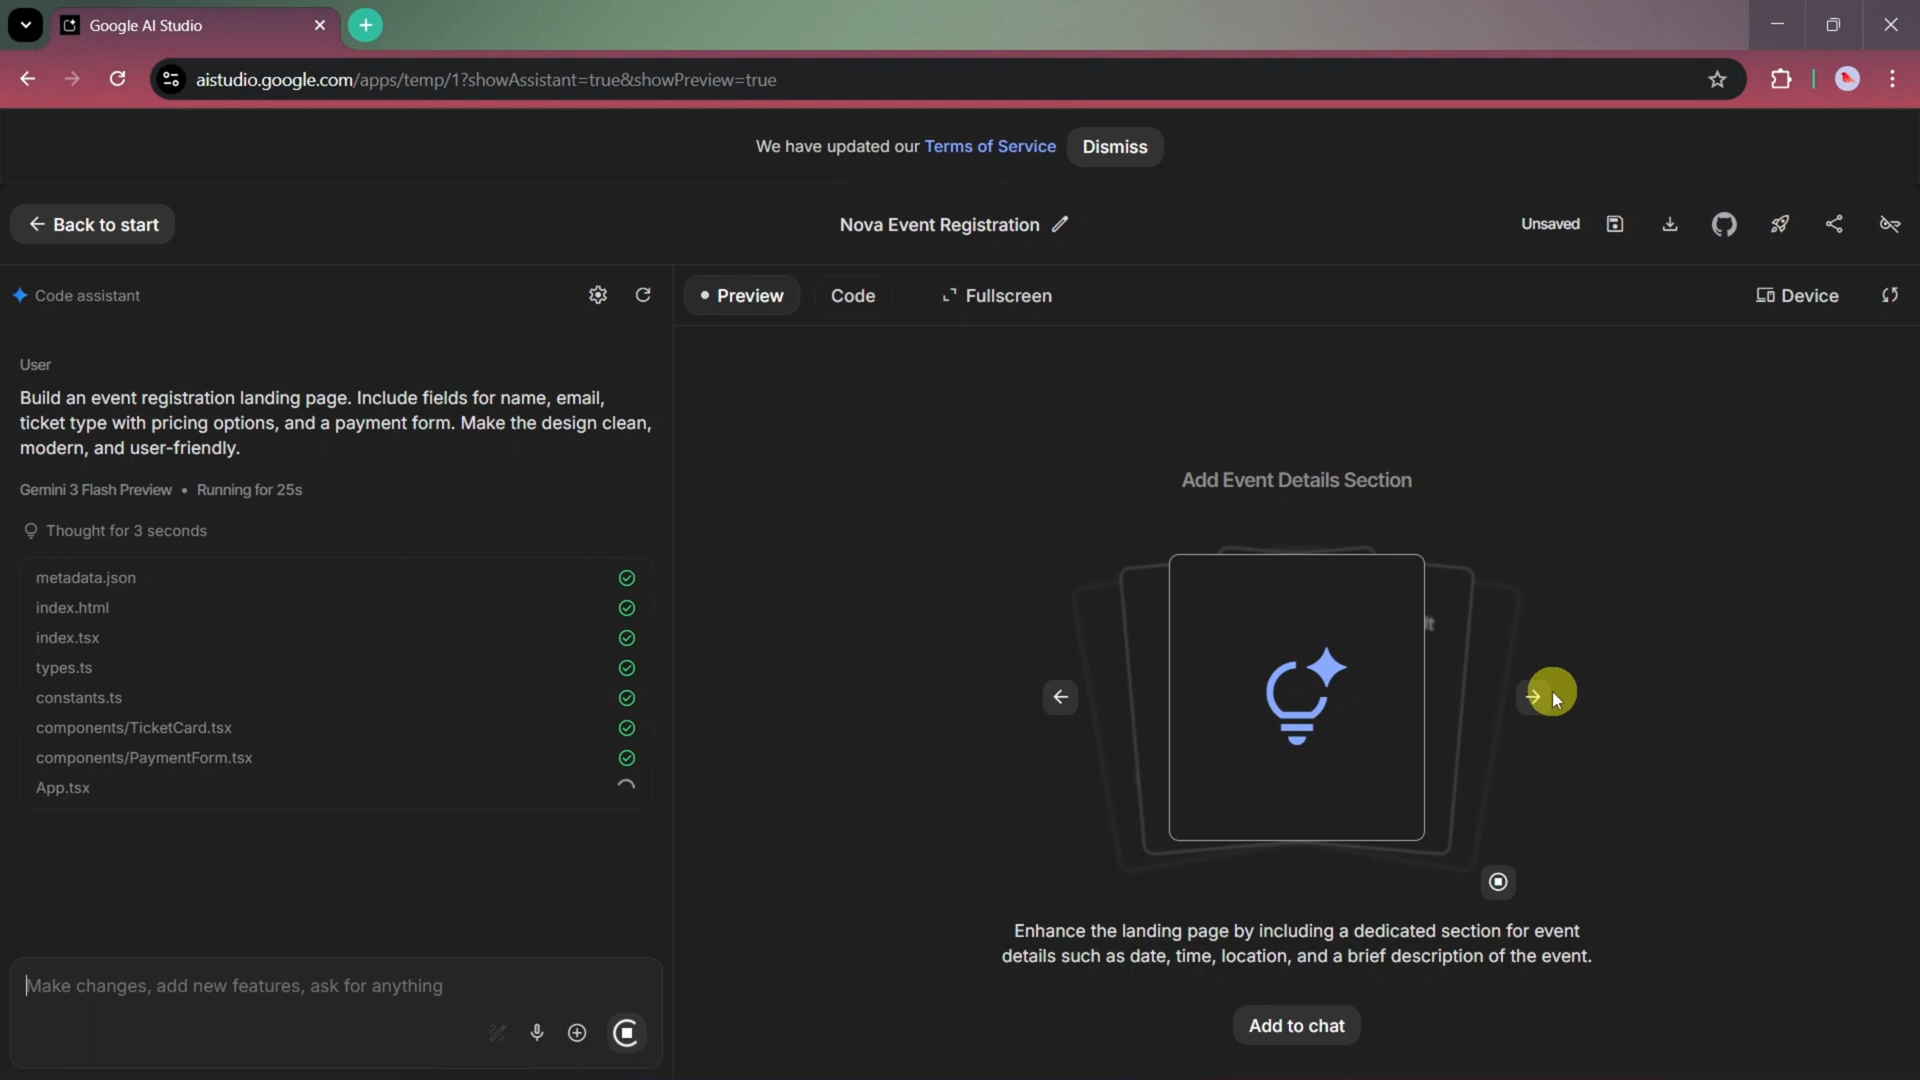 Google AI Studio
aistudio.google.com/apps/temp/1?showAssistant=true&showPreview=true
We have updated our Terms of Service Dismiss
Back to start
Nova Event Registration
Unsaved
Code assistant
Preview Code Fullscreen Device
User
Build an event registration landing page. Include fields for name, email,
ticket type with pricing options, and a payment form. Make the design clean,
modern, and user-friendly.
Gemini 3 Flash Preview • Running for 25s
Thought for 3 seconds
metadata.json
index.html
index.tsx
types.ts
constants.ts
components/TicketCard.tsx
components/PaymentForm.tsx
App.tsx
Make changes, add new features, ask for anything
Add Event Details Section
Enhance the landing page by including a dedicated section for event
details such as date, time, location, and a brief description of the event.
Add to chat